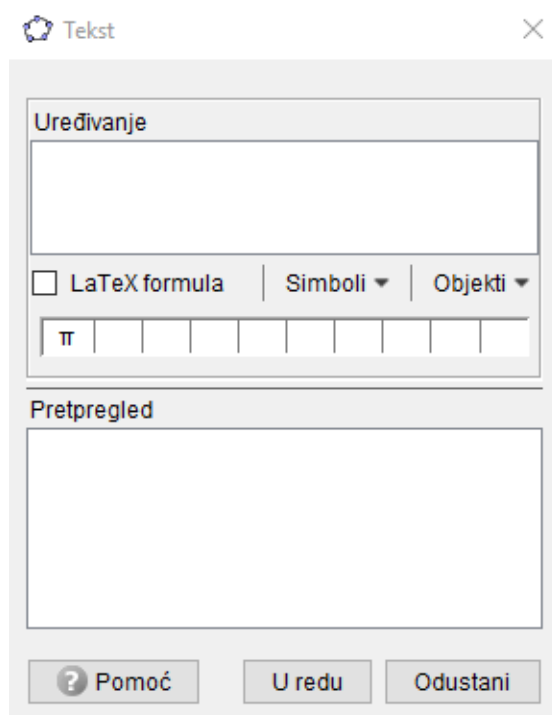 Tekst
Uređivanje
LaTeX formula Simboli Objekti
π
Pretpregled
? Pomoć U redu Odustani